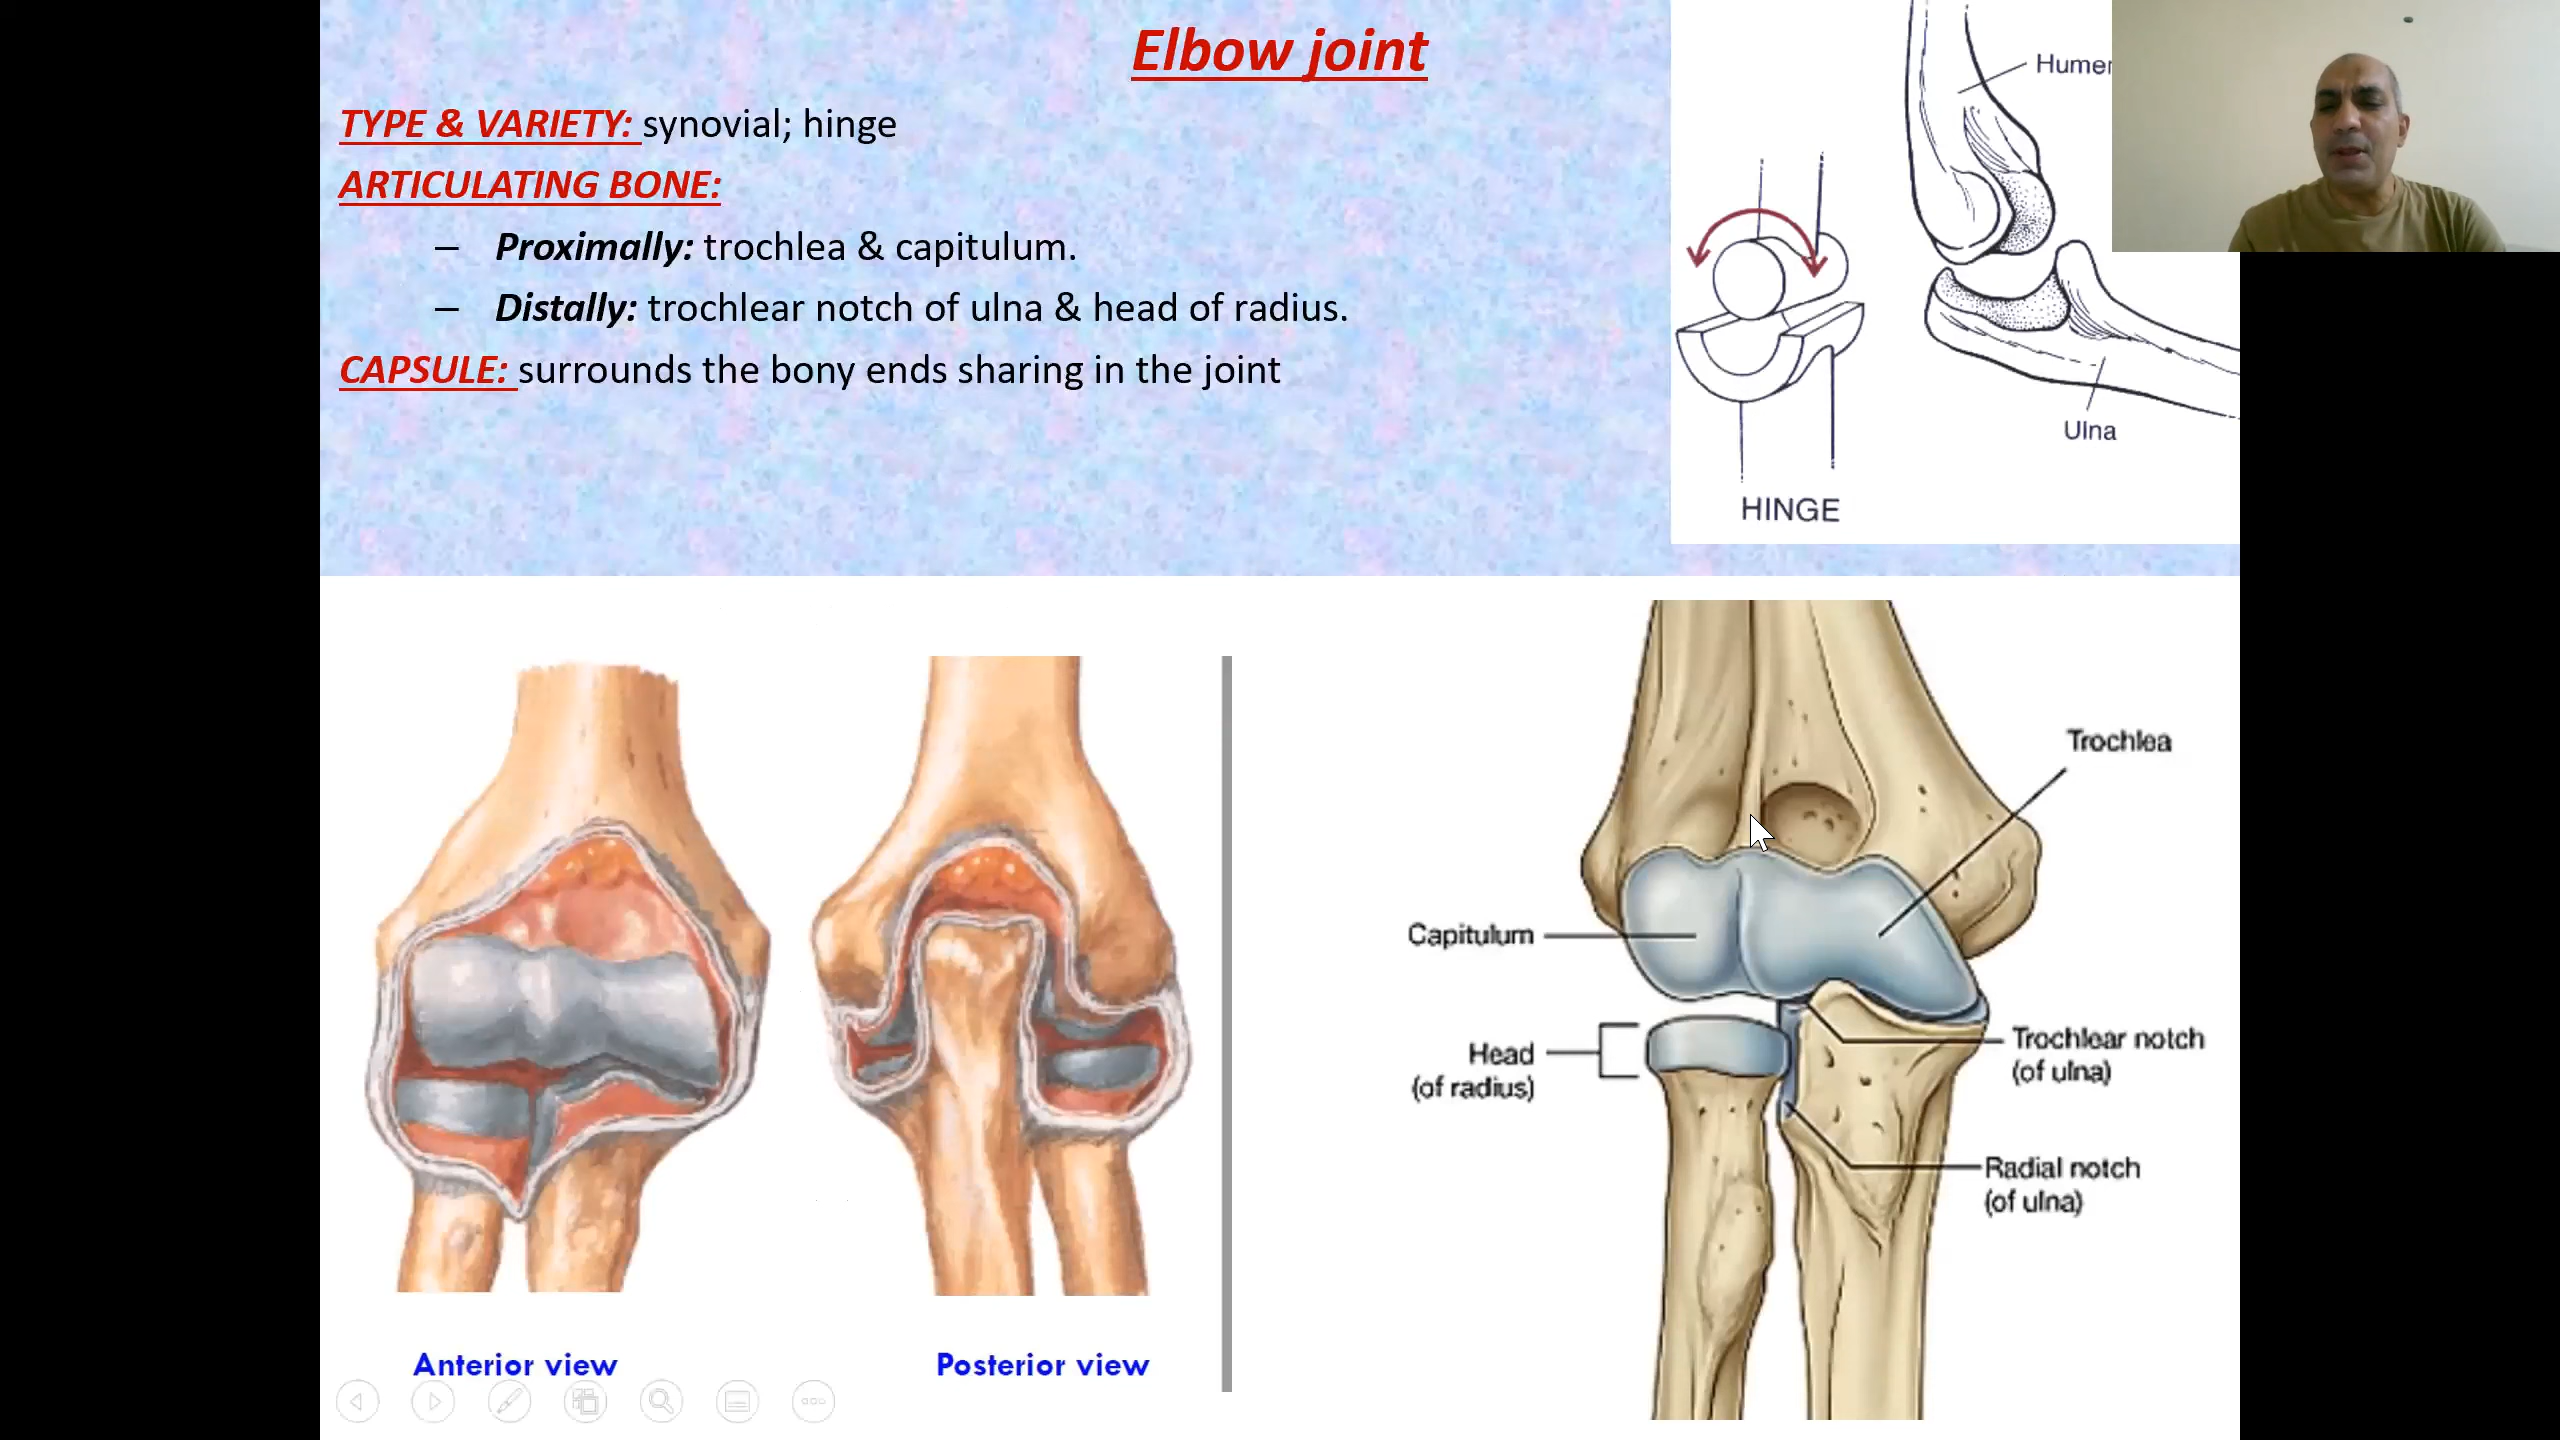 Elbow joint
TYPE & VARIETY: synovial; hinge
ARTICULATING BONE:
– Proximally: trochlea & capitulum.
– Distally: trochlear notch of ulna & head of radius.
CAPSULE: surrounds the bony ends sharing in the joint
Humer
Ulna
HINGE
Trochlea
Capitulum
Head
(of radius)
Trochlear notch
(of ulna)
Radial notch
(of ulna)
Anterior view
Posterior view